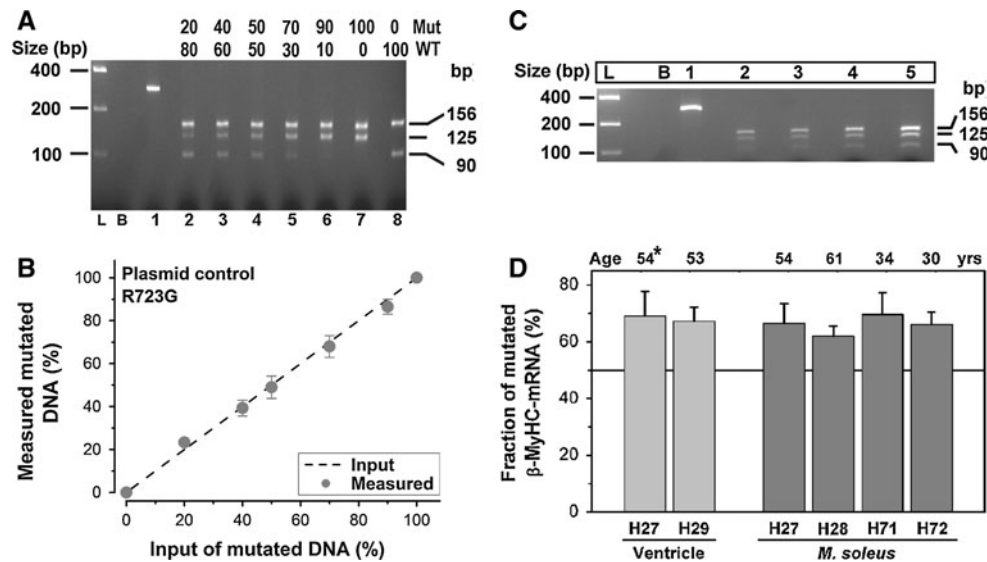 A
20 40 50 70 90 100 0 Mut
Size (bp) 80 60 50 30 10 0 100 WT
bp
400
200
100
156
125
90
L B 1 2 3 4 5 6 7 8
B
Plasmid control
R723G
Measured mutated
DNA (%)
100
80
60
40
20
0
Input
Measured
0 20 40 60 80 100
Input of mutated DNA (%)
C
Size (bp) L B 1 2 3 4 5 bp
400
200
100
156
125
90
D
Age 54* 53 54 61 34 30 yrs
Fraction of mutated
β-MyHC-mRNA (%)
80
60
40
20
0
H27 H29 H27 H28 H71 H72
Ventricle M. soleus